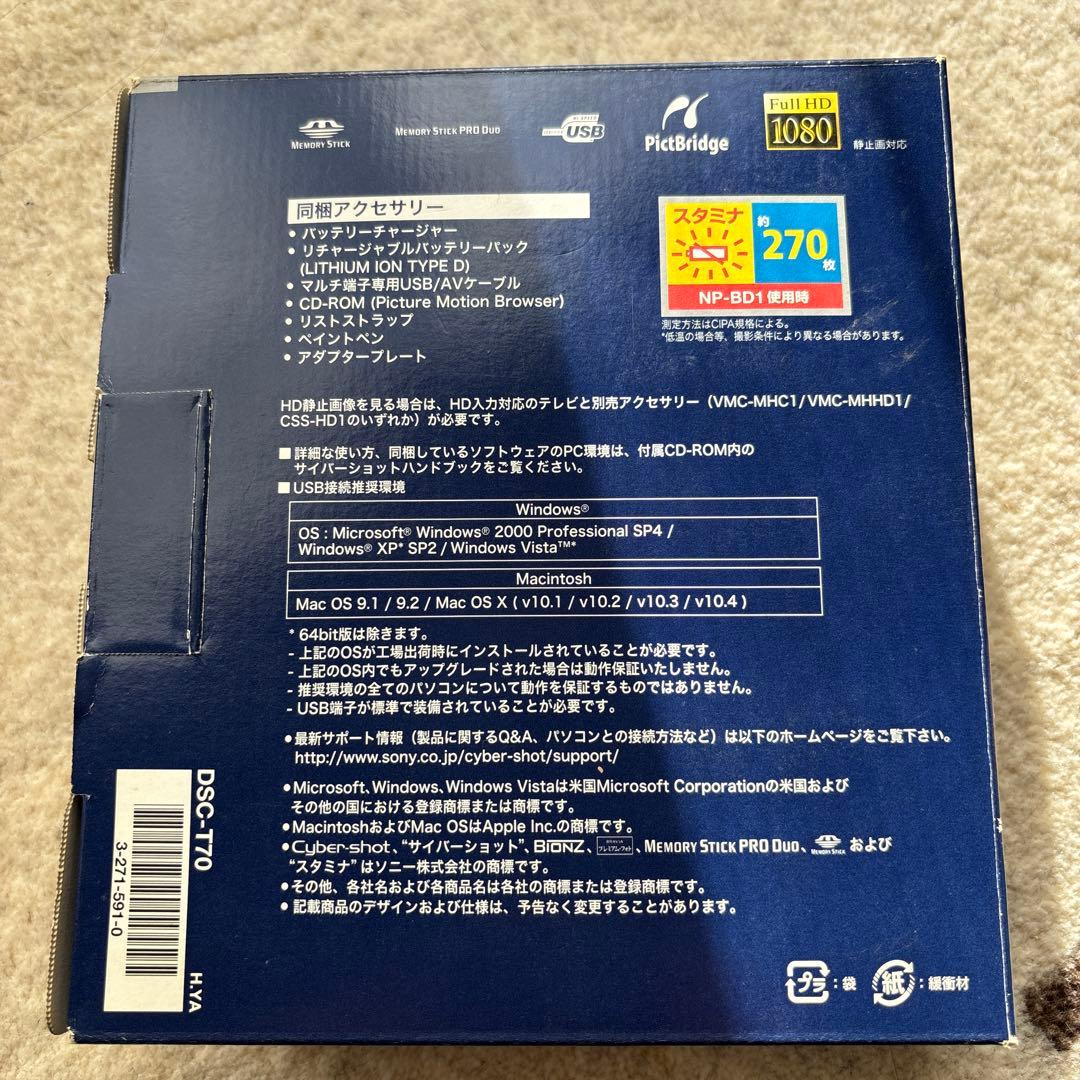 MEMORY STICK
MEMORY STICK PRO DUO
HI-SPEED
CERTIFIED
USB
PictBridge
Full HD
1080
静止画対応
同梱アクセサリー
• バッテリーチャージャー
• リチャージャブルバッテリーパック
(LITHIUM ION TYPE D)
• マルチ端子専用USB/AVケーブル
• CD-ROM (Picture Motion Browser)
• リストストラップ
• ペイントペン
• アダプタープレート
スタミナ
約
270
枚
NP-BD1 使用時
測定方法はCIPA規格による。
*低温の場合等、撮影条件により異なる場合があります。
HD静止画像を見る場合は、HD入力対応のテレビと別売アクセサリー（VMC-MHC1/VMC-MHHD1/
CSS-HD1のいずれか）が必要です。
■ 詳細な使い方、同梱しているソフトウェアのPC環境は、付属CD-ROM内の
サイバーショットハンドブックをご覧ください。
■ USB接続推奨環境
Windows®
OS : Microsoft® Windows® 2000 Professional SP4 /
Windows® XP* SP2 / Windows Vista™*
Macintosh
Mac OS 9.1 / 9.2 / Mac OS X ( v10.1 / v10.2 / v10.3 / v10.4 )
* 64bit版は除きます。
- 上記のOSが工場出荷時にインストールされていることが必要です。
- 上記のOS内でもアップグレードされた場合は動作保証いたしません。
- 推奨環境の全てのパソコンについて動作を保証するものではありません。
- USB端子が標準で装備されていることが必要です。
• 最新サポート情報（製品に関するQ&A、パソコンとの接続方法など）は以下のホームページをご覧下さい。
http://www.sony.co.jp/cyber-shot/support/
• Microsoft、Windows、Windows Vistaは米国Microsoft Corporationの米国および
その他の国における登録商標または商標です。
• MacintoshおよびMac OSはApple Inc.の商標です。
• Cyber-shot、“サイバーショット”、BIONZ、プレミアムフォト、MEMORY STICK PRO DUO、MEMORY STICK および
“スタミナ”はソニー株式会社の商標です。
• その他、各社名および各商品名は各社の商標または登録商標です。
• 記載商品のデザインおよび仕様は、予告なく変更することがあります。
DSC-T70
3-271-591-0
H.YA
プラ : 袋
紙 : 緩衝材